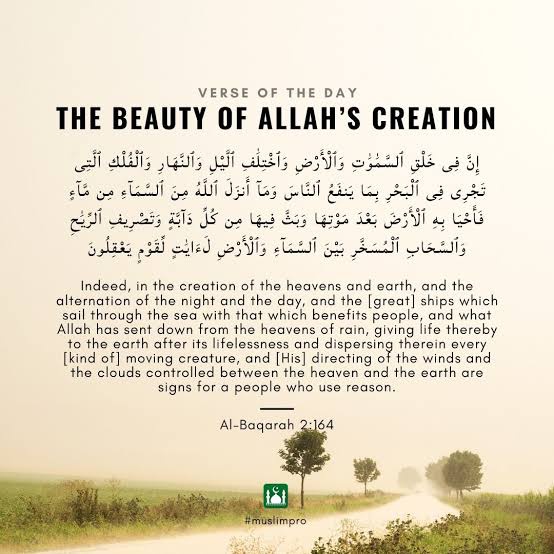 VERSE OF THE DAY
THE BEAUTY OF ALLAH'S CREATION
إِنَّ فِى خَلْقِ ٱلسَّمَٰوَٰتِ وَٱلْأَرْضِ وَٱخْتِلَٰفِ ٱلَّيْلِ وَٱلنَّهَارِ وَٱلْفُلْكِ ٱلَّتِى
تَجْرِى فِى ٱلْبَحْرِ بِمَا يَنفَعُ ٱلنَّاسَ وَمَآ أَنزَلَ ٱللَّهُ مِنَ ٱلسَّمَآءِ مِن مَّآءٍ
فَأَحْيَا بِهِ ٱلْأَرْضَ بَعْدَ مَوْتِهَا وَبَثَّ فِيهَا مِن كُلِّ دَآبَّةٍ وَتَصْرِيفِ ٱلرِّيَٰحِ
وَٱلسَّحَابِ ٱلْمُسَخَّرِ بَيْنَ ٱلسَّمَآءِ وَٱلْأَرْضِ لَءَايَٰتٍ لِّقَوْمٍ يَعْقِلُونَ
Indeed, in the creation of the heavens and earth, and the
alternation of the night and the day, and the [great] ships which
sail through the sea with that which benefits people, and what
Allah has sent down from the heavens of rain, giving life thereby
to the earth after its lifelessness and dispersing therein every
[kind of] moving creature, and [His] directing of the winds and
the clouds controlled between the heaven and the earth are
signs for a people who use reason.
Al-Baqarah 2:164
#muslimpro